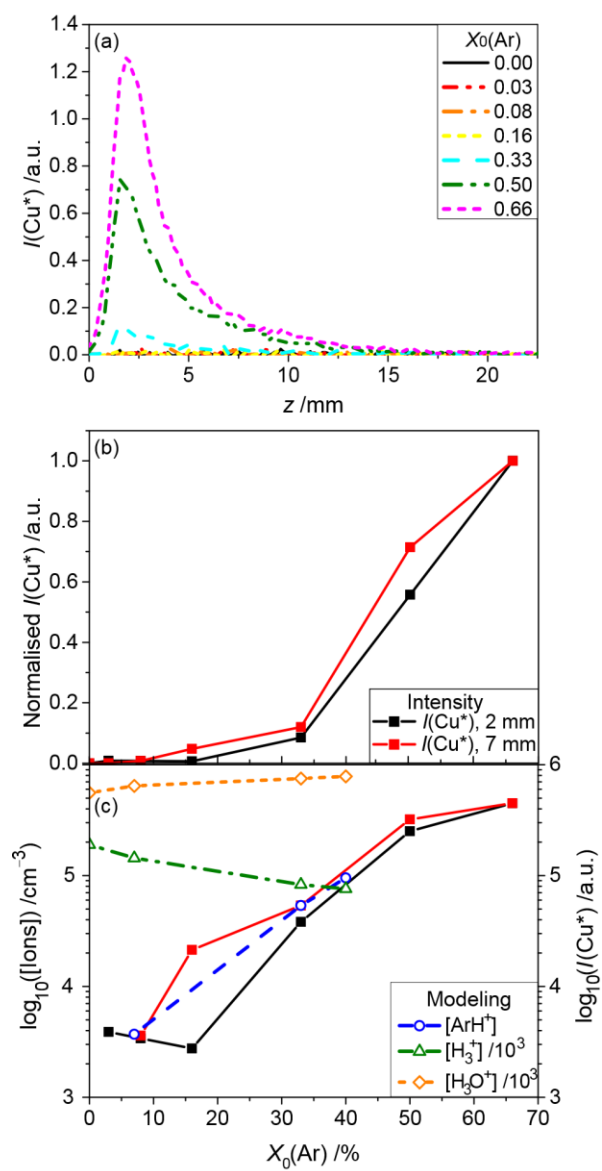 (a)
X₀(Ar)
0.00
0.03
0.08
0.16
0.33
0.50
0.66
1.4
1.2
1.0
0.8
0.6
0.4
0.2
0.0
I(Cu*) /a.u.
0 5 10 15 20
z /mm
(b)
1.0
0.8
0.6
0.4
0.2
0.0
Normalised I(Cu*) /a.u.
Intensity
I(Cu*), 2 mm
I(Cu*), 7 mm
(c)
5
4
3
log₁₀([Ions]) /cm⁻³
6
5
4
3
log₁₀(I(Cu*) /a.u.)
Modeling
[ArH⁺]
[H₃⁺] /10³
[H₃O⁺] /10³
0 10 20 30 40 50 60 70
X₀(Ar) /%